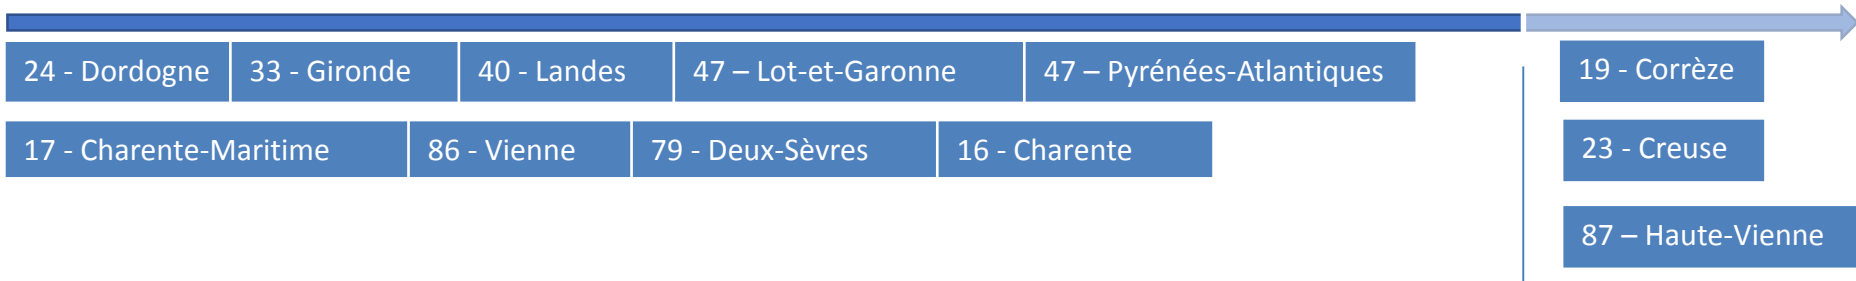 24 - Dordogne 33 - Gironde 40 - Landes 47 – Lot-et-Garonne 47 – Pyrénées-Atlantiques 19 - Corrèze
17 - Charente-Maritime 86 - Vienne 79 - Deux-Sèvres 16 - Charente 23 - Creuse
87 – Haute-Vienne